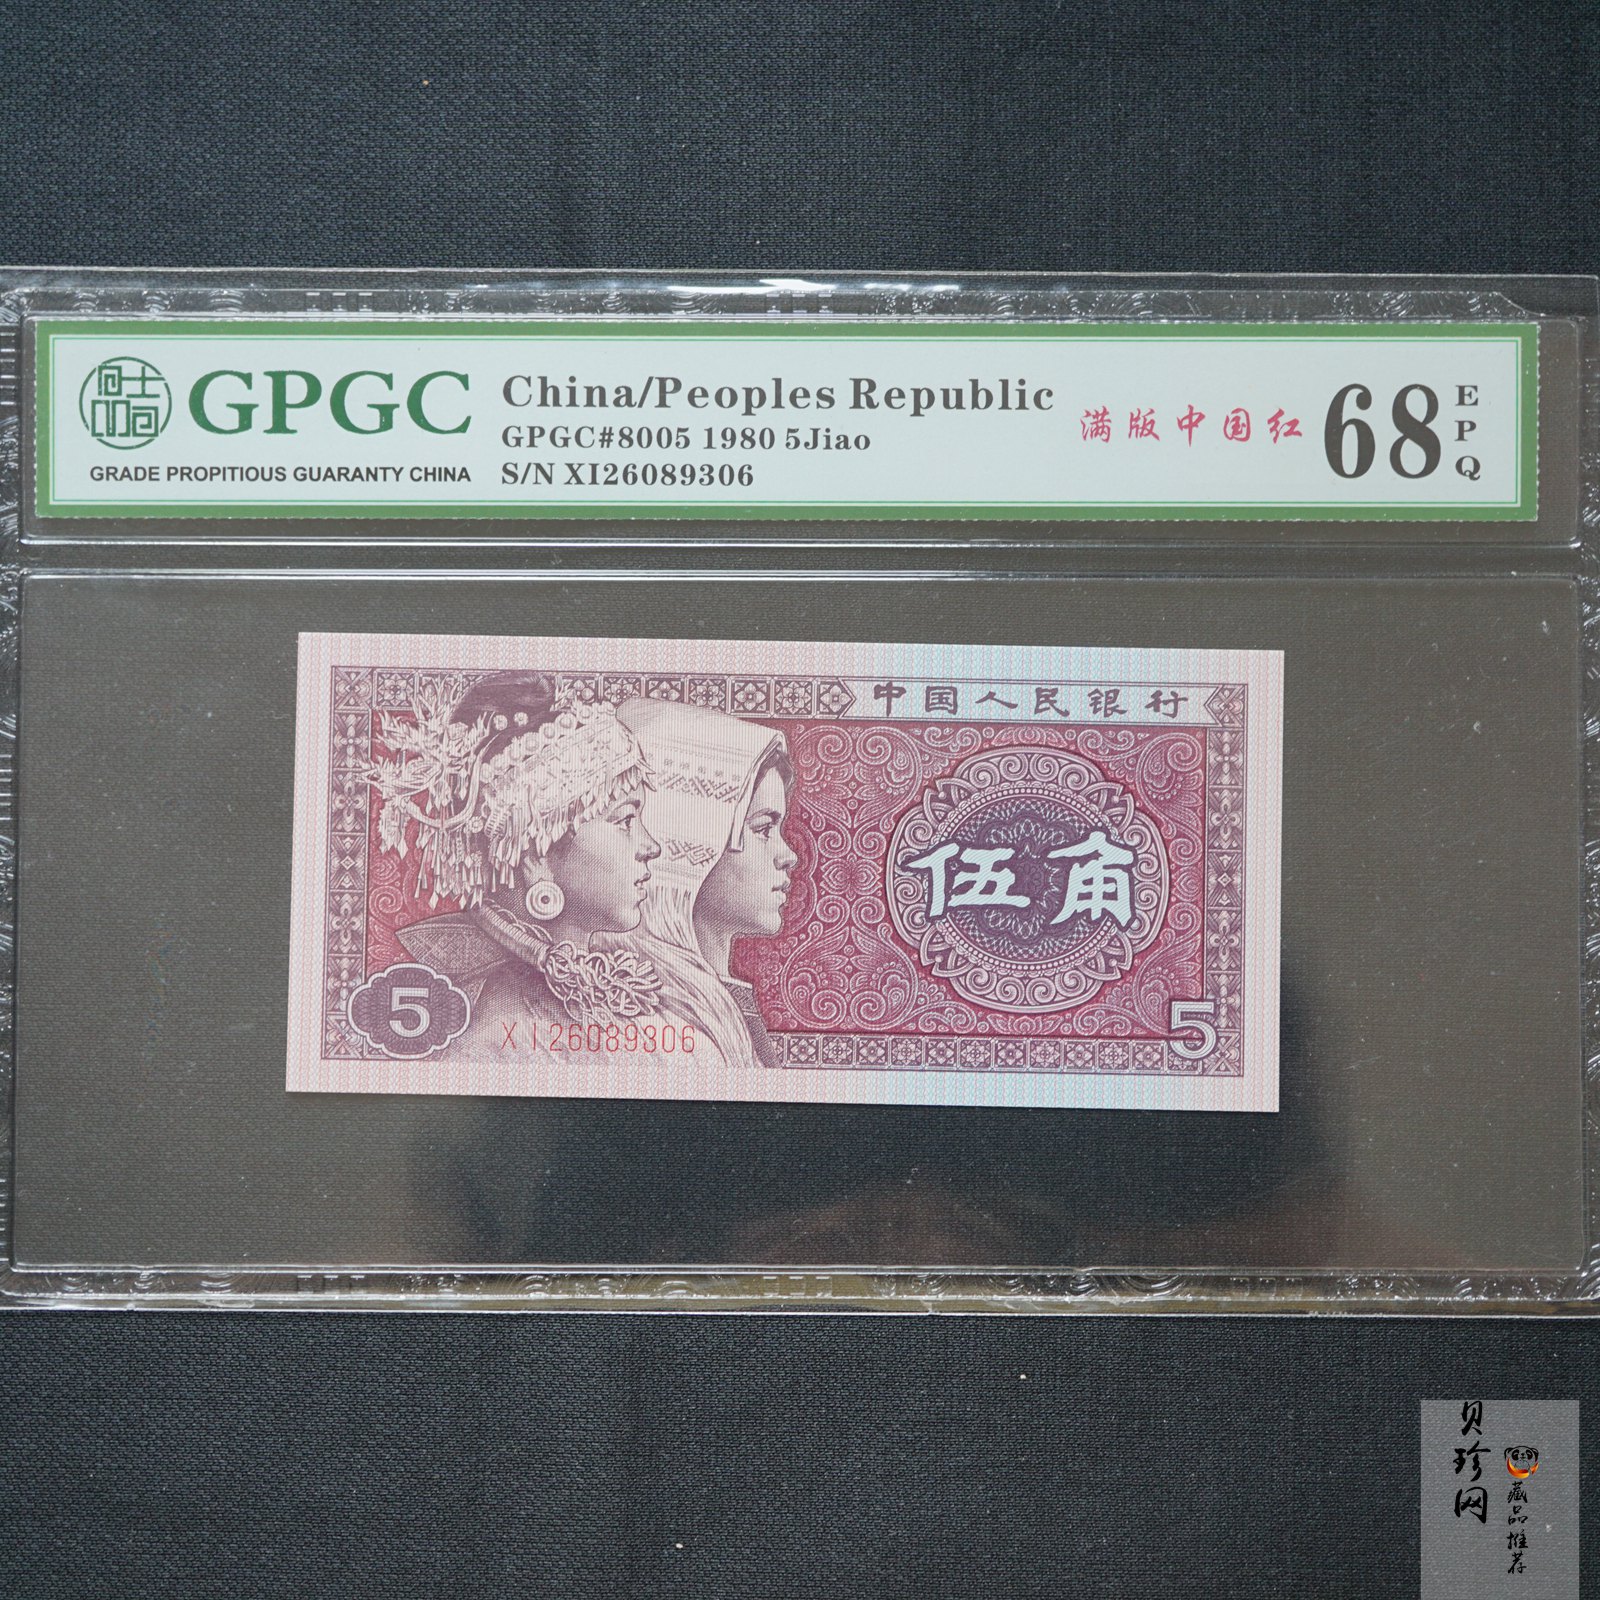 GPGC
GRADE PROPITIOUS GUARANTY CHINA
China/Peoples Republic
GPGC#8005 1980 5Jiao
S/N XI26089306
满版中国红
68
EPQ
中国人民银行
伍角
5
XI26089306
5
贝珍网
藏品推荐